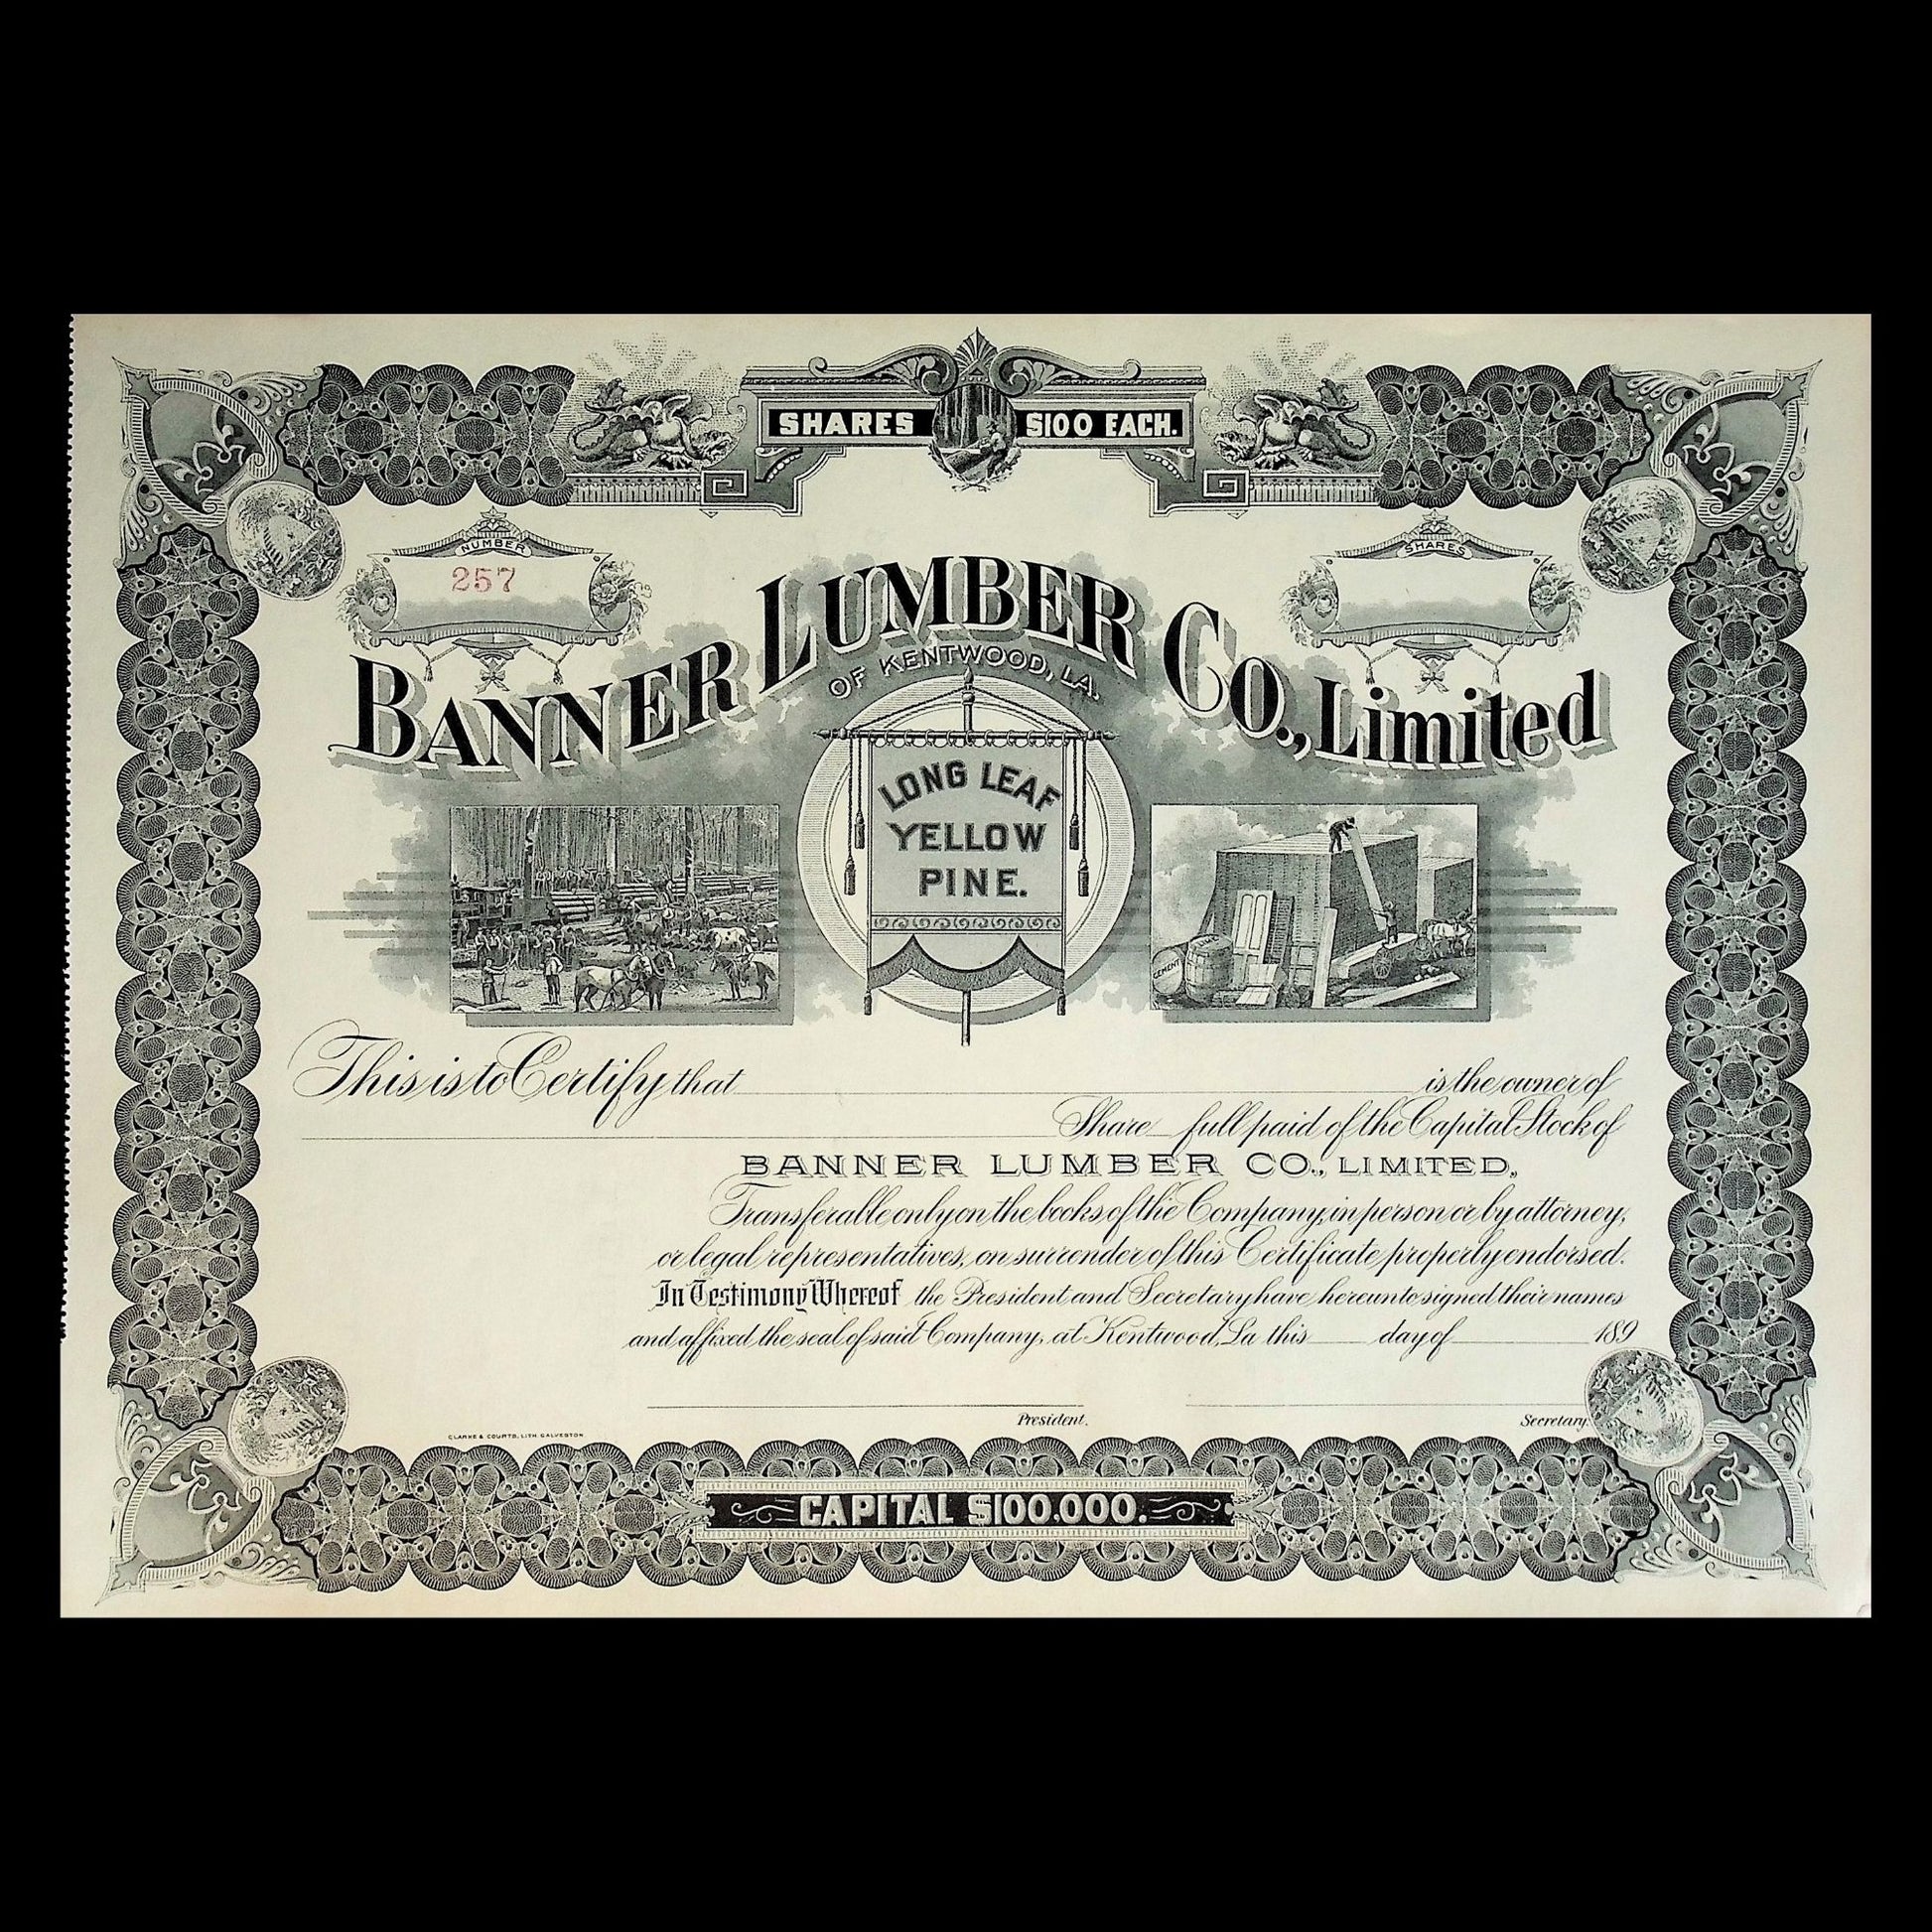 SHARES $100 EACH.
NUMBER
257
SHARES
BANNER LUMBER CO., Limited
OF KENTWOOD, LA.
LONG LEAF
YELLOW
PINE.
CEMENT
This is to Certify that is the owner of
Share full paid of the Capital Stock of
BANNER LUMBER CO., LIMITED,
Transferable only on the books of the Company, in person or by attorney,
or legal representatives, on surrender of this Certificate properly endorsed.
In Testimony Whereof the President and Secretary have hereunto signed their names
and affixed the seal of said Company, at Kentwood, La this day of 189
President.
Secretary.
CLARKE & COURTS, LITH. GALVESTON.
CAPITAL $100.000.